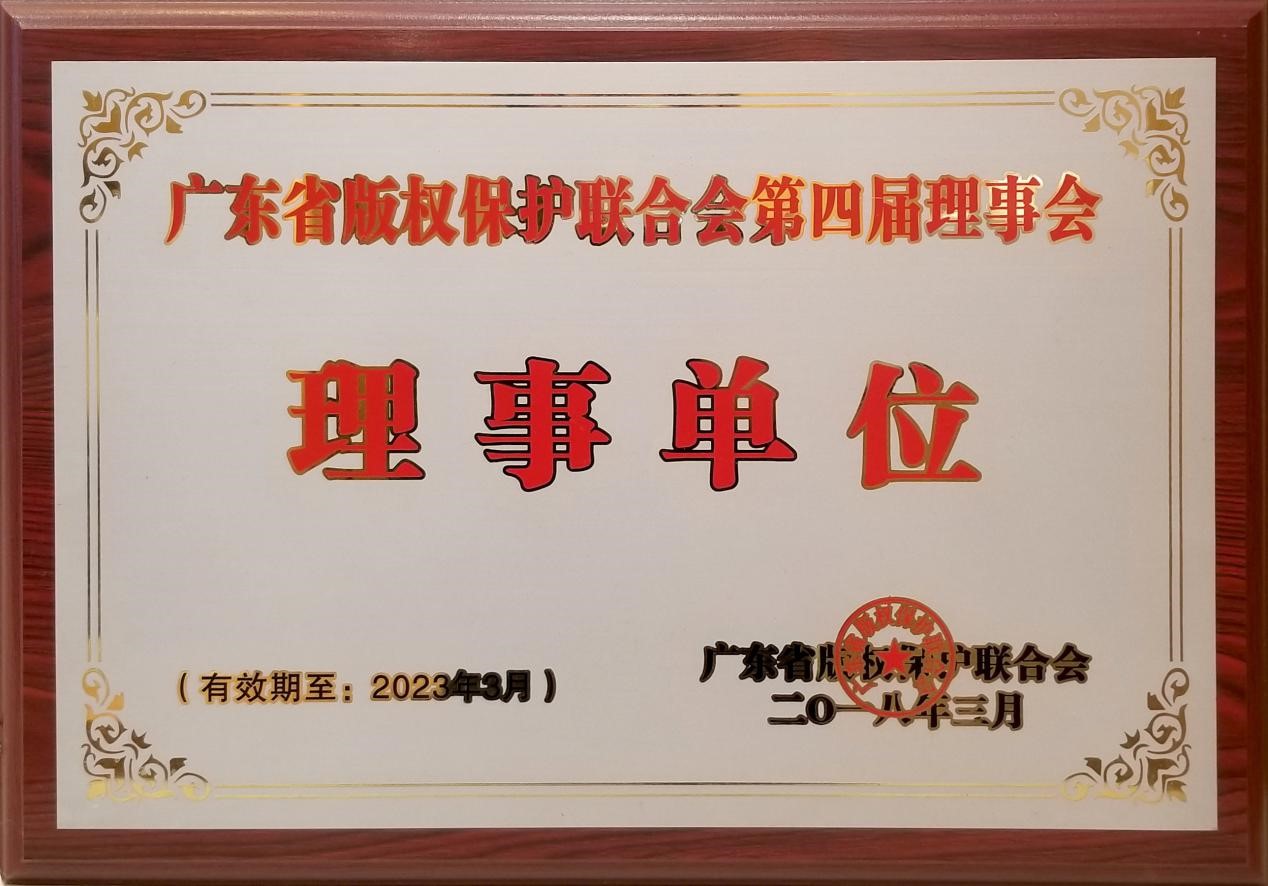 广东省版权保护联合会第四届理事会
理事单位
(有效期至：2023年3月)
广东省版权保护联合会
二〇一八年三月